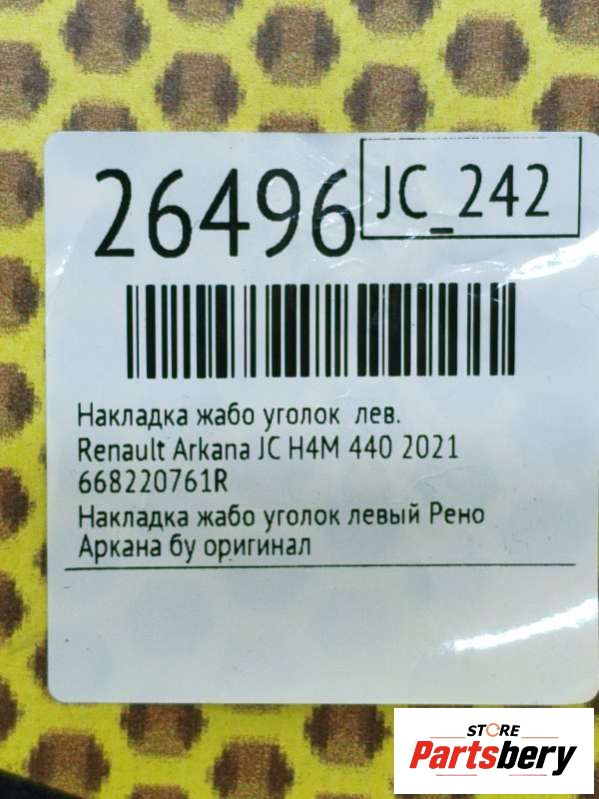 26496 JC_242
Накладка жабо уголок лев.
Renault Arkana JC H4M 440 2021
668220761R
Накладка жабо уголок левый Рено
Аркана бу оригинал
STORE
Partsbery